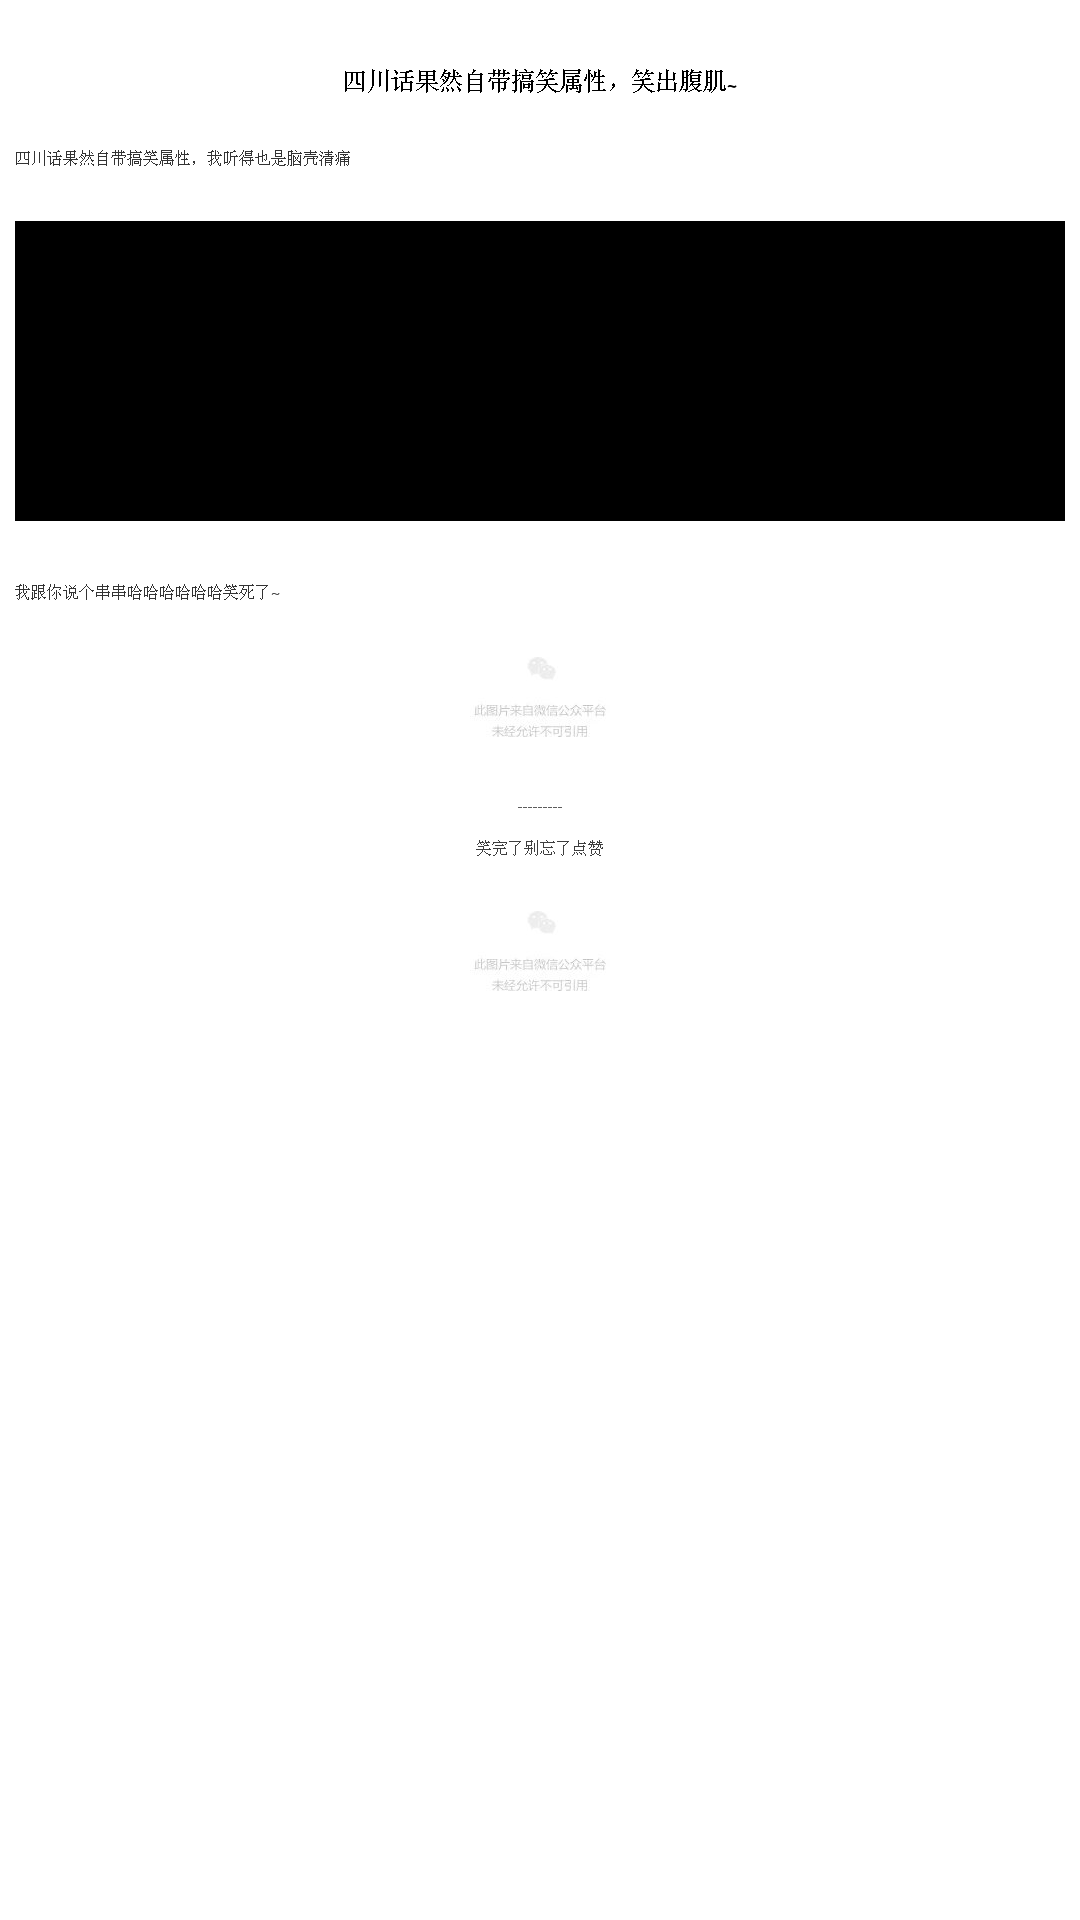 四川话果然自带搞笑属性，笑出腹肌~
四川话果然自带搞笑属性，我听得也是脑壳清痛
我跟你说个串串哈哈哈哈哈哈笑死了~
此图片来自微信公众平台
未经允许不可引用
---------
笑完了别忘了点赞
此图片来自微信公众平台
未经允许不可引用